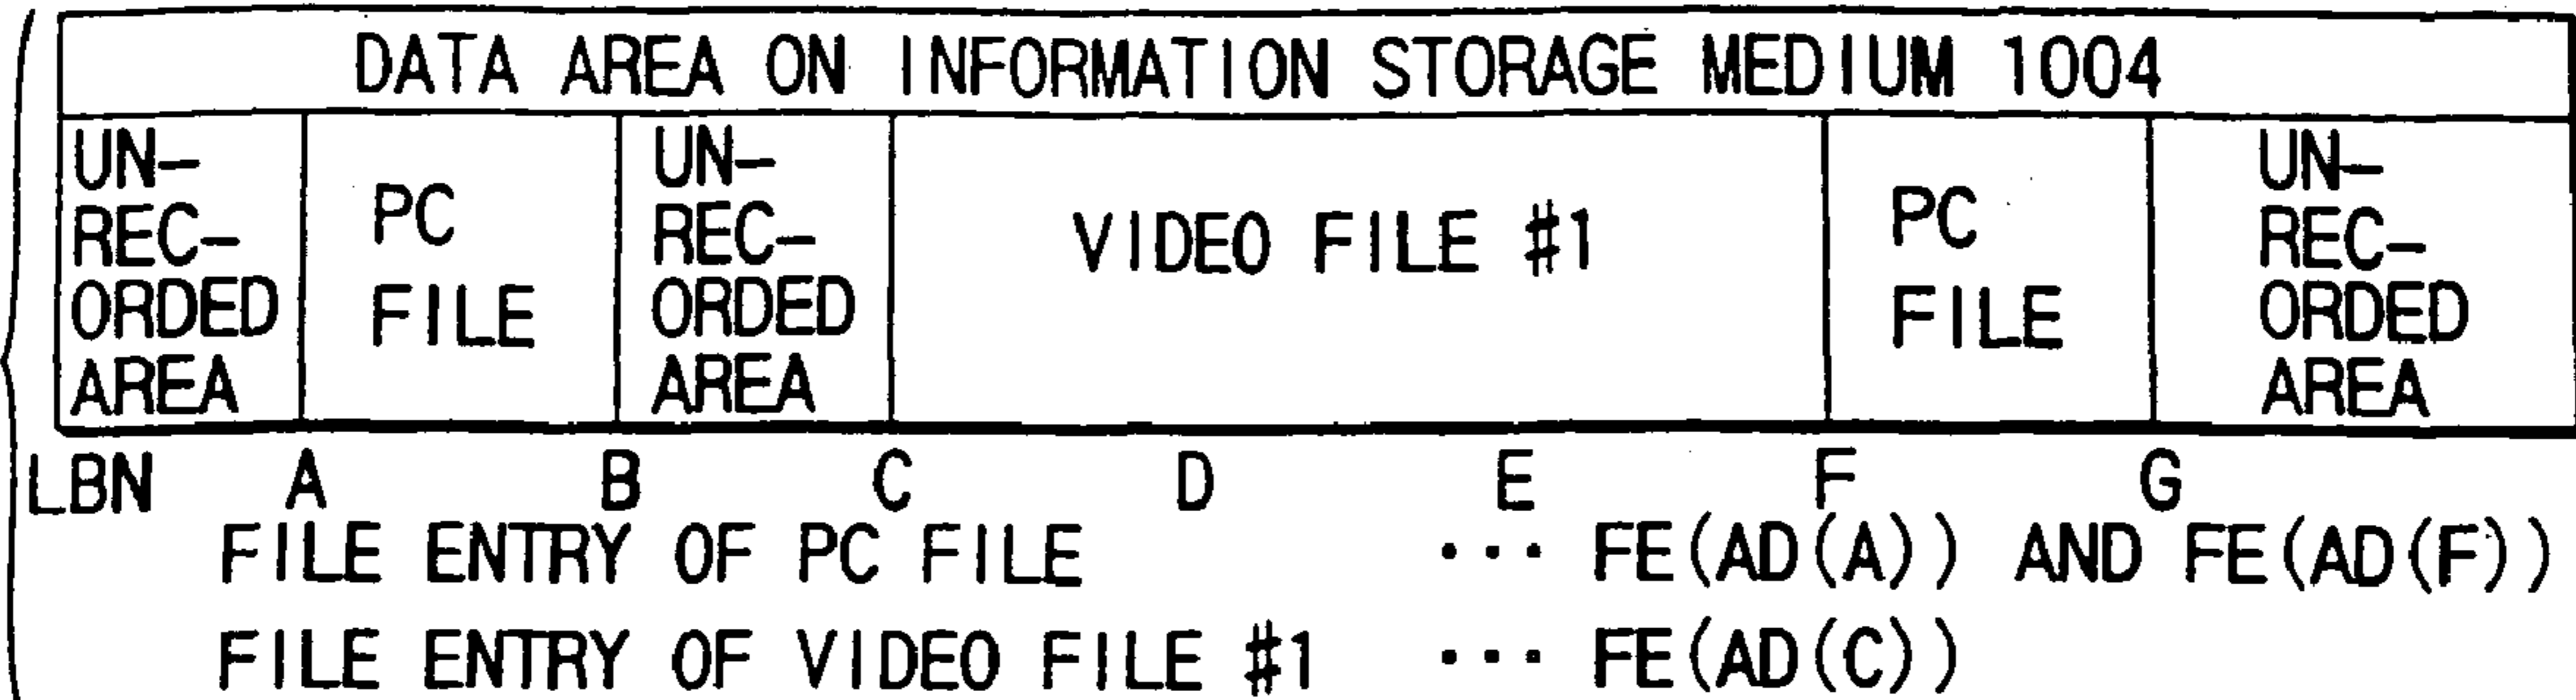 DATA AREA ON INFORMATION STORAGE MEDIUM 1004
UN-
REC-
ORDED
AREA
PC
FILE
UN-
REC-
ORDED
AREA
VIDEO FILE #1
PC
FILE
UN-
REC-
ORDED
AREA
LBN A B C D E F G
FILE ENTRY OF PC FILE ··· FE(AD(A)) AND FE(AD(F))
FILE ENTRY OF VIDEO FILE #1 ··· FE(AD(C))